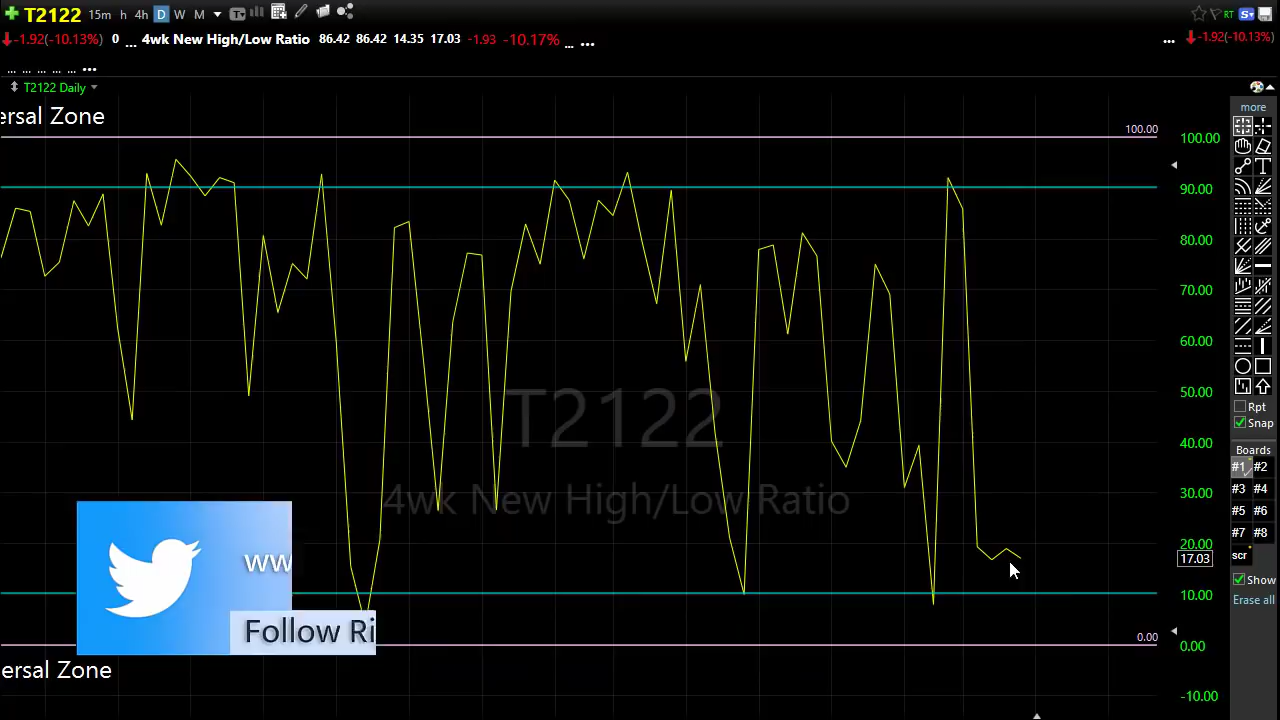 T2122 15m h 4h D W M RT
-1.92(-10.13%) 0 ... 4wk New High/Low Ratio 86.42 86.42 14.35 17.03 -1.93 -10.17% ... ... ... -1.92(-10.13%)
... ... ... ... ... ...
T2122 Daily
more
ersal Zone
100.00
100.00
90.00
80.00
70.00
60.00
50.00
40.00
30.00
20.00
17.03
10.00
0.00
0.00
-10.00
T2122
4wk New High/Low Ratio
ww
Follow Ri
ersal Zone
Rpt
Snap
Boards
#1 #2
#3 #4
#5 #6
#7 #8
scr
Show
Erase all